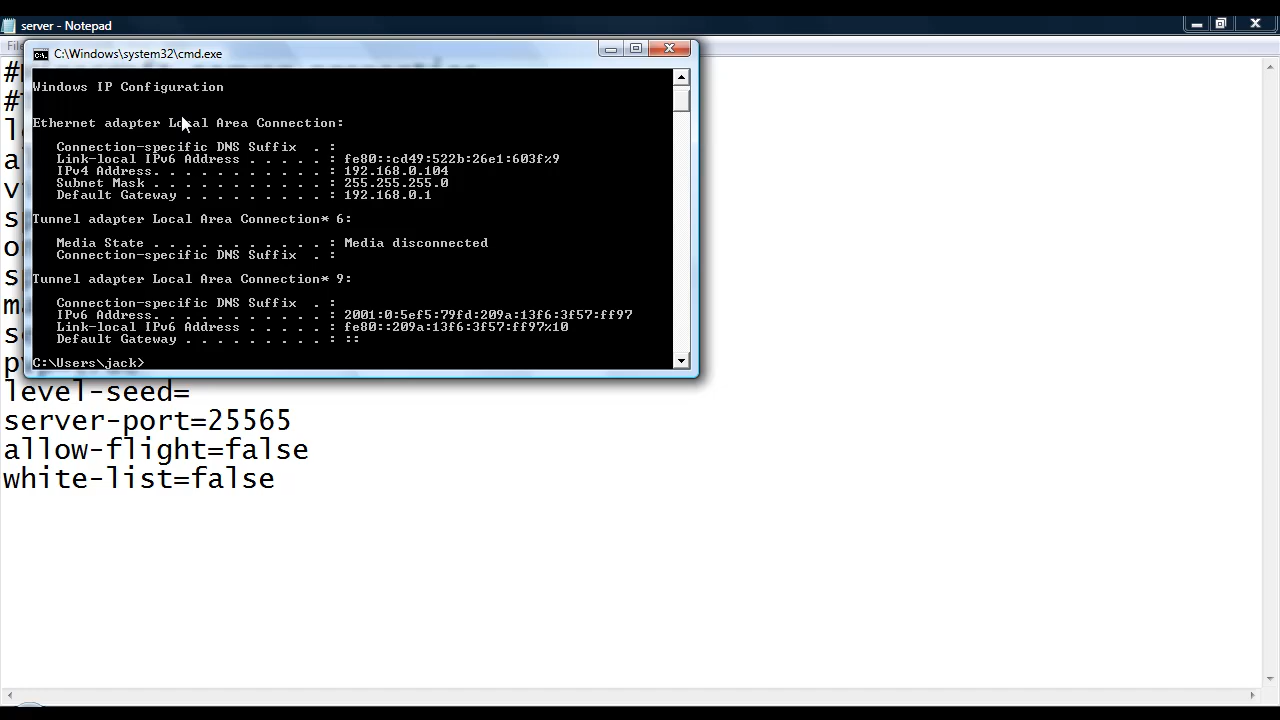 server - Notepad
C:\Windows\system32\cmd.exe
Windows IP Configuration
Ethernet adapter Local Area Connection:
Connection-specific DNS Suffix . :
Link-local IPv6 Address . . . . . : fe80::cd49:522b:26e1:603f%9
IPv4 Address. . . . . . . . . . . : 192.168.0.104
Subnet Mask . . . . . . . . . . . : 255.255.255.0
Default Gateway . . . . . . . . . : 192.168.0.1
Tunnel adapter Local Area Connection* 6:
Media State . . . . . . . . . . . : Media disconnected
Connection-specific DNS Suffix . :
Tunnel adapter Local Area Connection* 9:
Connection-specific DNS Suffix . :
IPv6 Address. . . . . . . . . . . : 2001:0:5ef5:79fd:209a:13f6:3f57:ff97
Link-local IPv6 Address . . . . . : fe80::209a:13f6:3f57:ff97%10
Default Gateway . . . . . . . . . : ::
C:\Users\jack>
level-seed=
server-port=25565
allow-flight=false
white-list=false